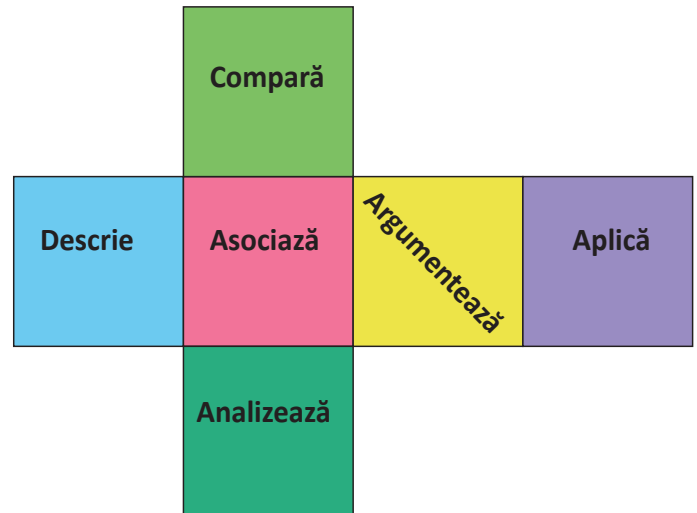 Compară
Descrie
Asociază
Argumentează
Aplică
Analizează